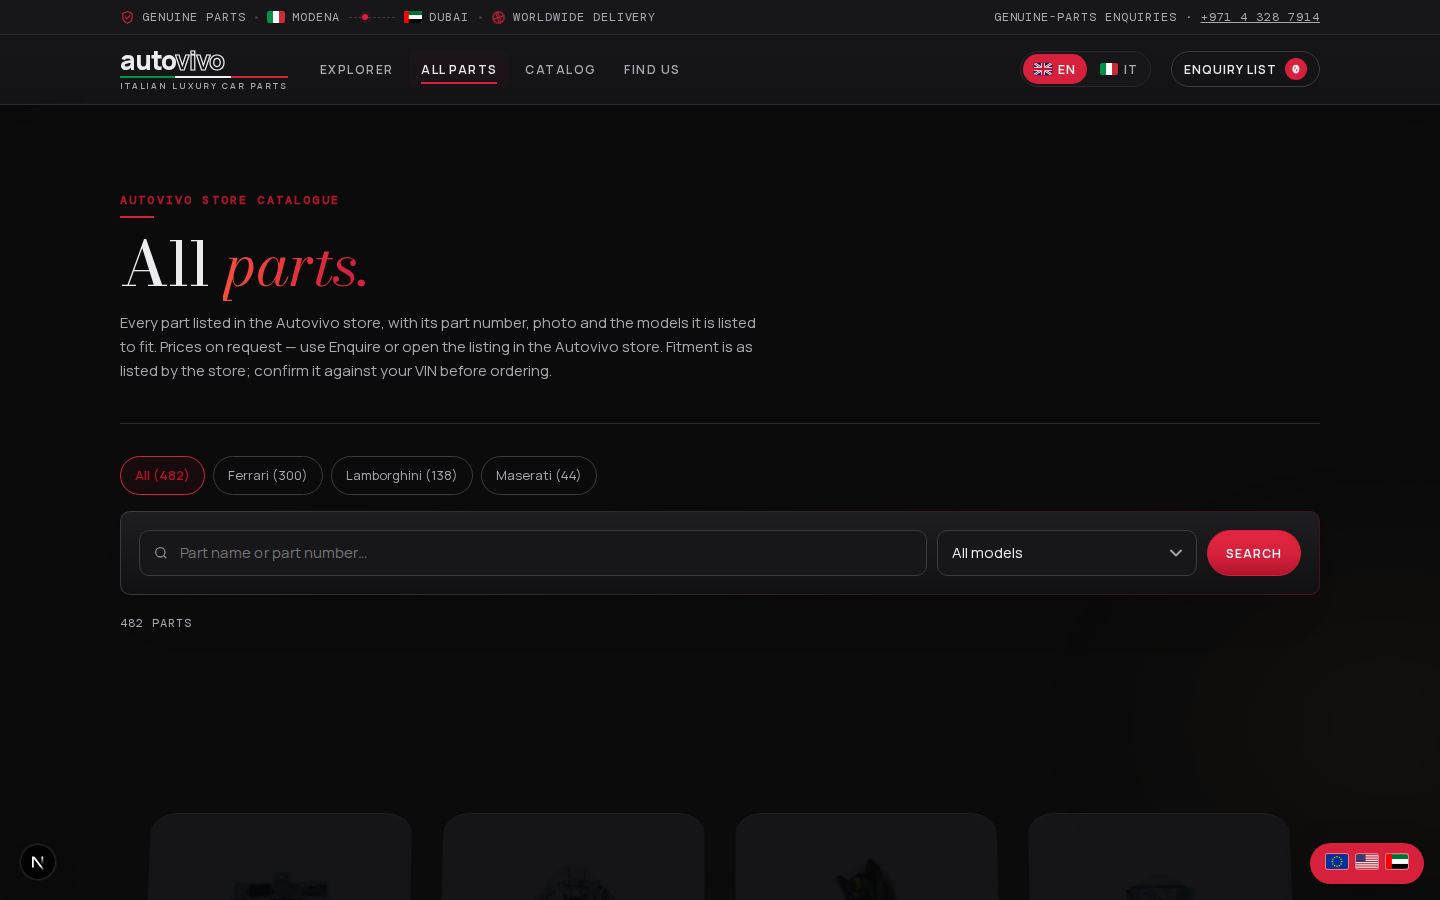 GENUINE PARTS • MODENA DUBAI • WORLDWIDE DELIVERY
GENUINE-PARTS ENQUIRIES · +971 4 328 7914
autovivo
ITALIAN LUXURY CAR PARTS
EXPLORER
ALL PARTS
CATALOG
FIND US
EN
IT
ENQUIRY LIST 0
AUTOVIVO STORE CATALOGUE
All parts.
Every part listed in the Autovivo store, with its part number, photo and the models it is listed
to fit. Prices on request — use Enquire or open the listing in the Autovivo store. Fitment is as
listed by the store; confirm it against your VIN before ordering.
All (482)
Ferrari (300)
Lamborghini (138)
Maserati (44)
Part name or part number...
All models
SEARCH
482 PARTS
N